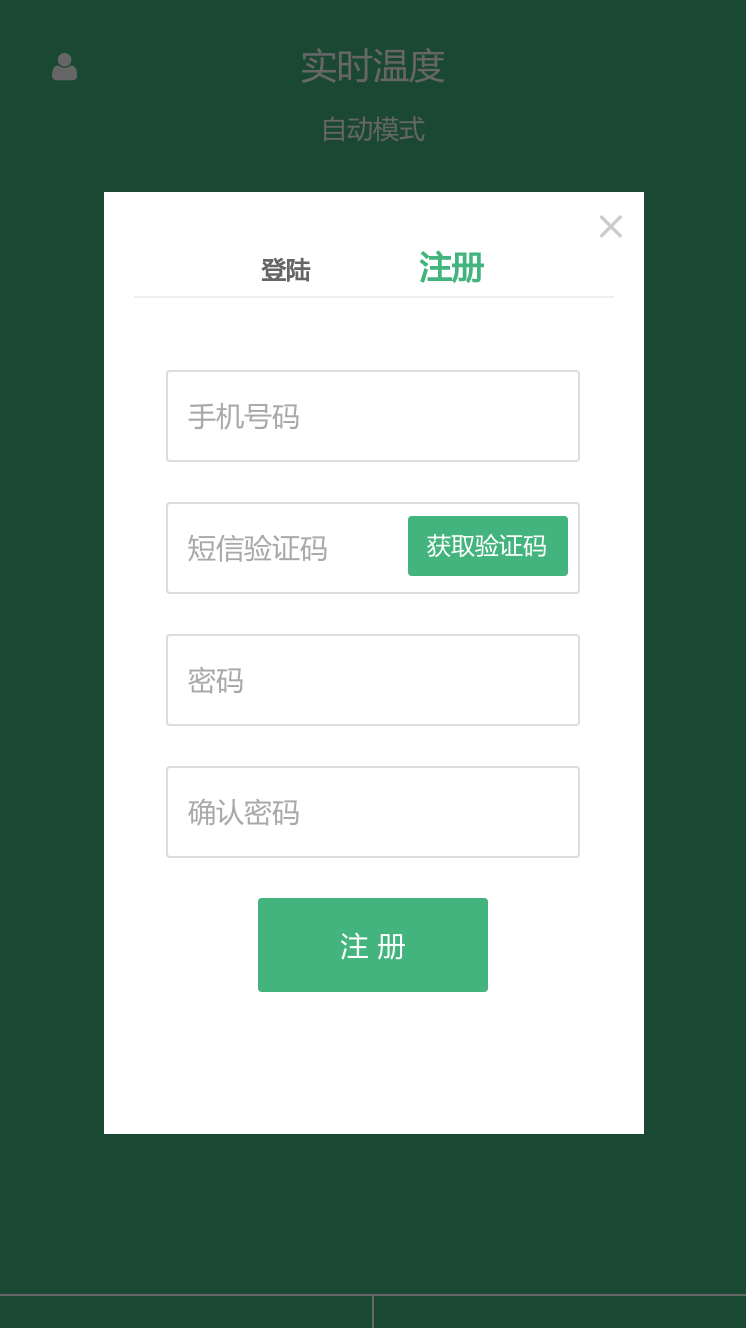 实时温度
自动模式
登陆 注册
手机号码
短信验证码 获取验证码
密码
确认密码
注 册